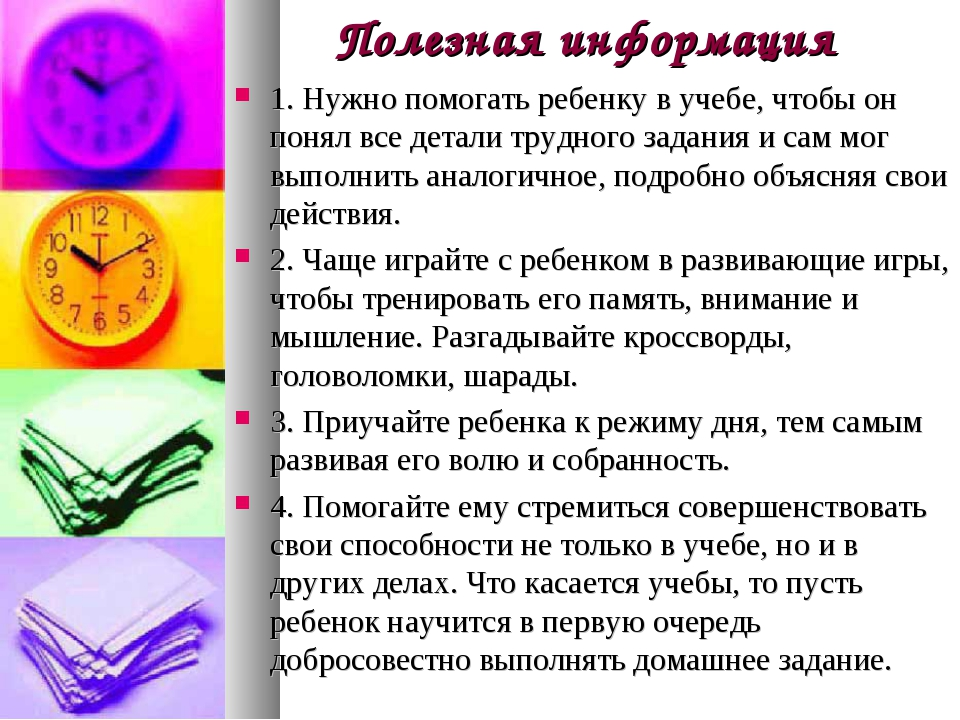 Полезная информация
1. Нужно помогать ребенку в учебе, чтобы он
понял все детали трудного задания и сам мог
выполнить аналогичное, подробно объясняя свои
действия.
2. Чаще играйте с ребенком в развивающие игры,
чтобы тренировать его память, внимание и
мышление. Разгадывайте кроссворды,
головоломки, шарады.
3. Приучайте ребенка к режиму дня, тем самым
развивая его волю и собранность.
4. Помогайте ему стремиться совершенствовать
свои способности не только в учебе, но и в
других делах. Что касается учебы, то пусть
ребенок научится в первую очередь
добросовестно выполнять домашнее задание.
11 12 1
10 2
9 3
8 4
7 6 5